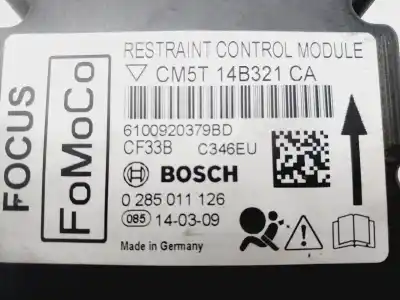 FOCUS
FoMoCo
RESTRAINT CONTROL MODULE
CM5T 14B321 CA
6100920379BD
CF33B C346EU
BOSCH
0 285 011 126
085 14-03-09
Made in Germany